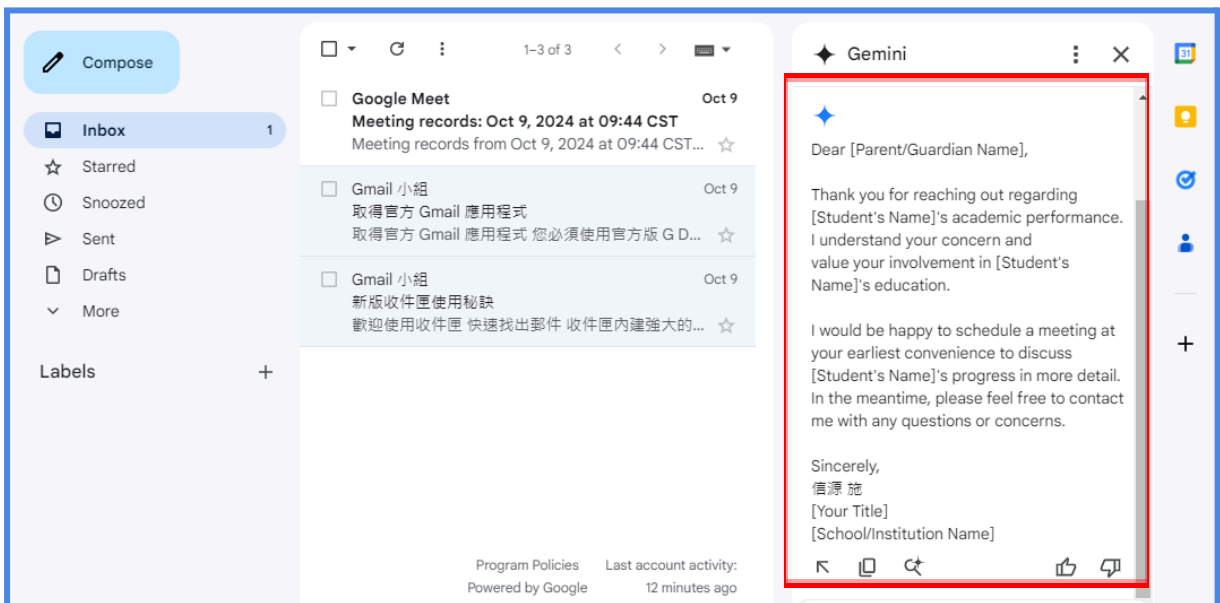 Compose
Inbox 1
Starred
Snoozed
Sent
Drafts
More
Labels
1–3 of 3
Google Meet Oct 9
Meeting records: Oct 9, 2024 at 09:44 CST
Meeting records from Oct 9, 2024 at 09:44 CST...
Gmail 小組 Oct 9
取得官方 Gmail 應用程式
取得官方 Gmail 應用程式 您必須使用官方版 G D...
Gmail 小組 Oct 9
新版收件匣使用秘訣
歡迎使用收件匣 快速找出郵件 收件匣內建強大的...
Program Policies Last account activity:
Powered by Google 12 minutes ago
Gemini
Dear [Parent/Guardian Name],
Thank you for reaching out regarding
[Student's Name]'s academic performance.
I understand your concern and
value your involvement in [Student's
Name]'s education.
I would be happy to schedule a meeting at
your earliest convenience to discuss
[Student's Name]'s progress in more detail.
In the meantime, please feel free to contact
me with any questions or concerns.
Sincerely,
信源 施
[Your Title]
[School/Institution Name]
31